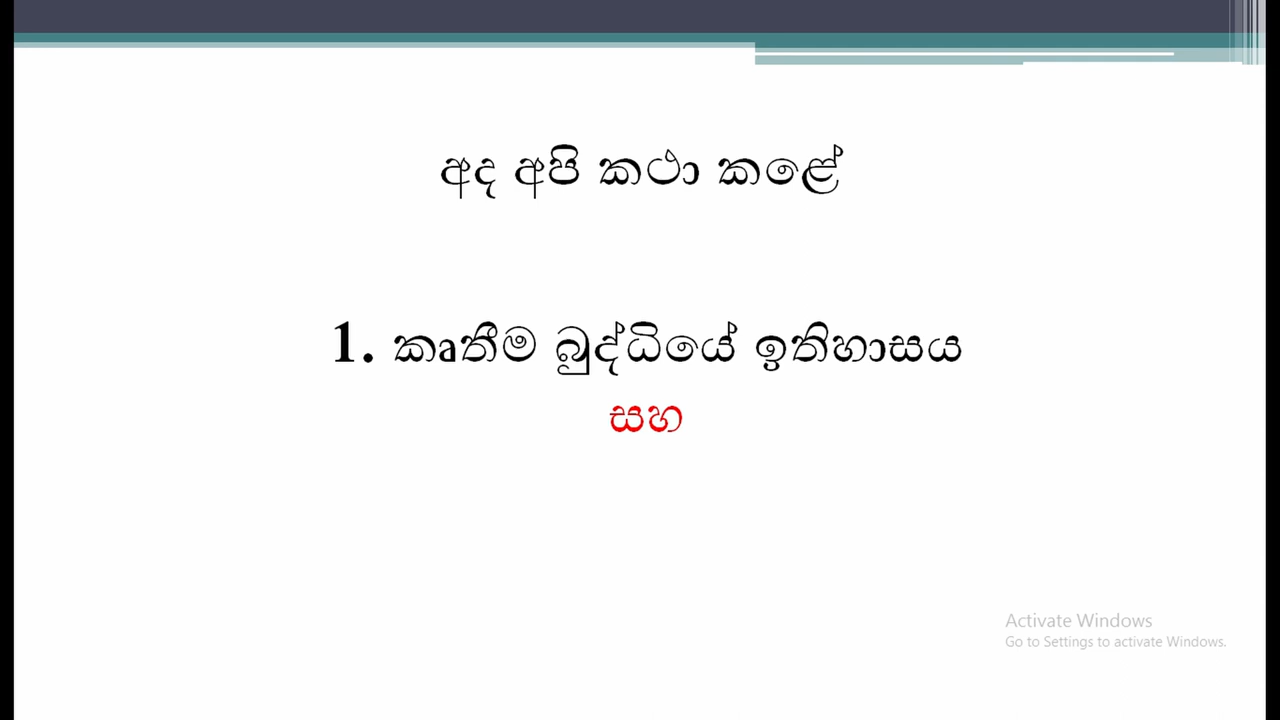 අද අපි කථා කළේ
1. කෘතීම බුද්ධියේ ඉතිහාසය
සහ
Activate Windows
Go to Settings to activate Windows.